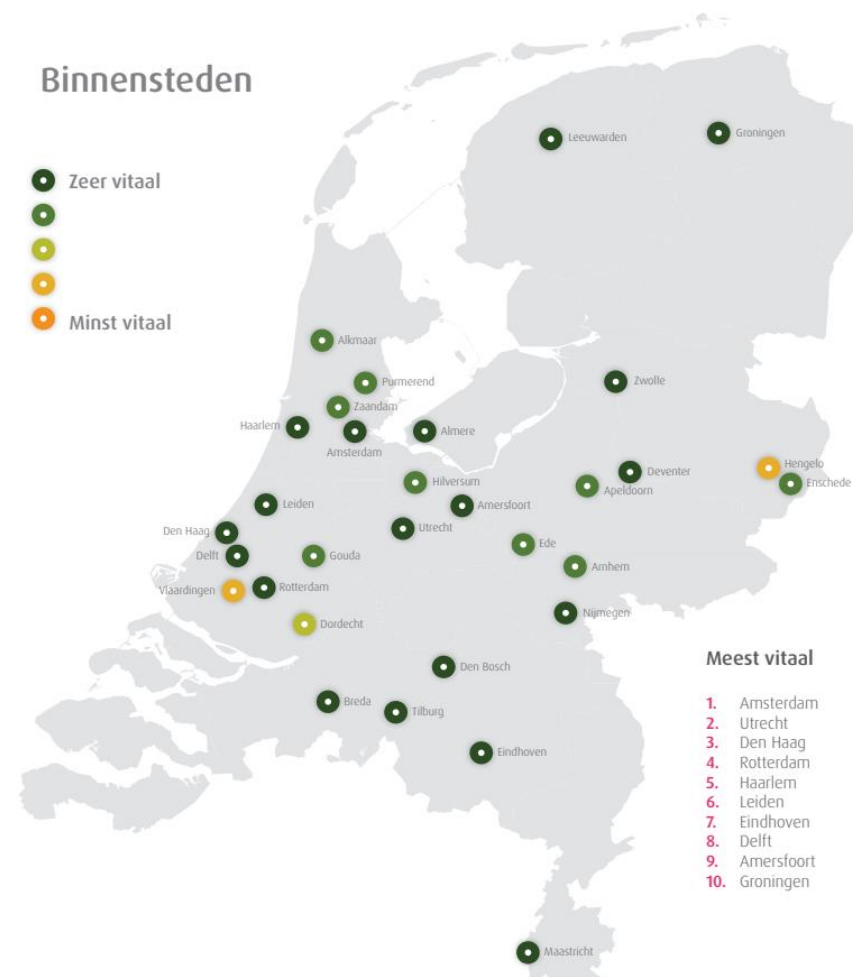 Binnensteden
Zeer vitaal
Minst vitaal
Leeuwarden
Groningen
Alkmaar
Purmerend
Zwolle
Zaandam
Haarlem
Amsterdam
Almere
Hengelo
Deventer
Enschede
Hilversum
Apeldoorn
Leiden
Amersfoort
Den Haag
Utrecht
Delft
Gouda
Ede
Arnhem
Vlaardingen
Rotterdam
Nijmegen
Dordecht
Den Bosch
Breda
Tilburg
Eindhoven
Maastricht
Meest vitaal
1. Amsterdam
2. Utrecht
3. Den Haag
4. Rotterdam
5. Haarlem
6. Leiden
7. Eindhoven
8. Delft
9. Amersfoort
10. Groningen